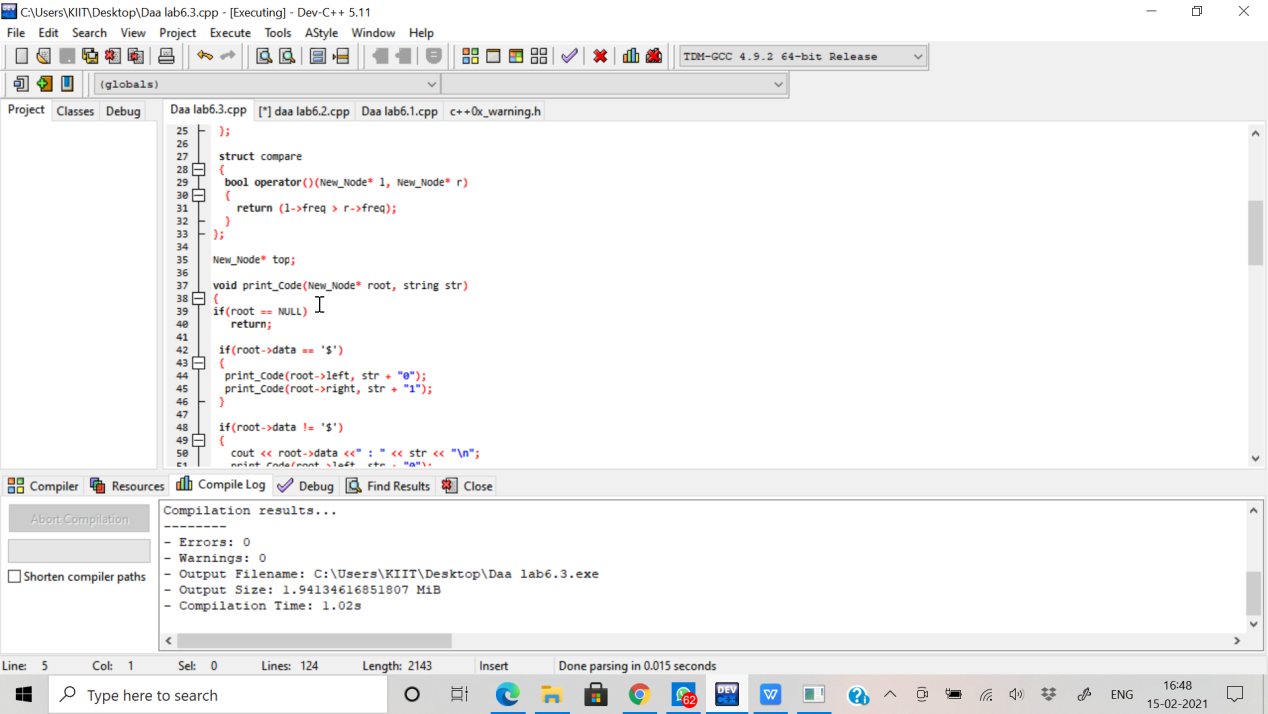 C:\Users\KIIT\Desktop\Daa lab6.3.cpp - [Executing] - Dev-C++ 5.11
File Edit Search View Project Execute Tools AStyle Window Help
TDM-GCC 4.9.2 64-bit Release
(globals)
Project Classes Debug Daa lab6.3.cpp [*] daa lab6.2.cpp Daa lab6.1.cpp c++0x_warning.h
25 };
26
27 struct compare
28 {
29 bool operator()(New_Node* l, New_Node* r)
30 {
31 return (l->freq > r->freq);
32 }
33 };
34
35 New_Node* top;
36
37 void print_Code(New_Node* root, string str)
38 {
39 if(root == NULL)
40 return;
41
42 if(root->data == '$')
43 {
44 print_Code(root->left, str + "0");
45 print_Code(root->right, str + "1");
46 }
47
48 if(root->data != '$')
49 {
50 cout << root->data <<" : " << str << "\n";
51 print_Code(root->left, str + "0");
Compiler Resources Compile Log Debug Find Results Close
Abort Compilation
Shorten compiler paths
Compilation results...
--------
- Errors: 0
- Warnings: 0
- Output Filename: C:\Users\KIIT\Desktop\Daa lab6.3.exe
- Output Size: 1.94134616851807 MiB
- Compilation Time: 1.02s
Line: 5 Col: 1 Sel: 0 Lines: 124 Length: 2143 Insert Done parsing in 0.015 seconds
Type here to search
62
DEV
ENG
16:48
15-02-2021